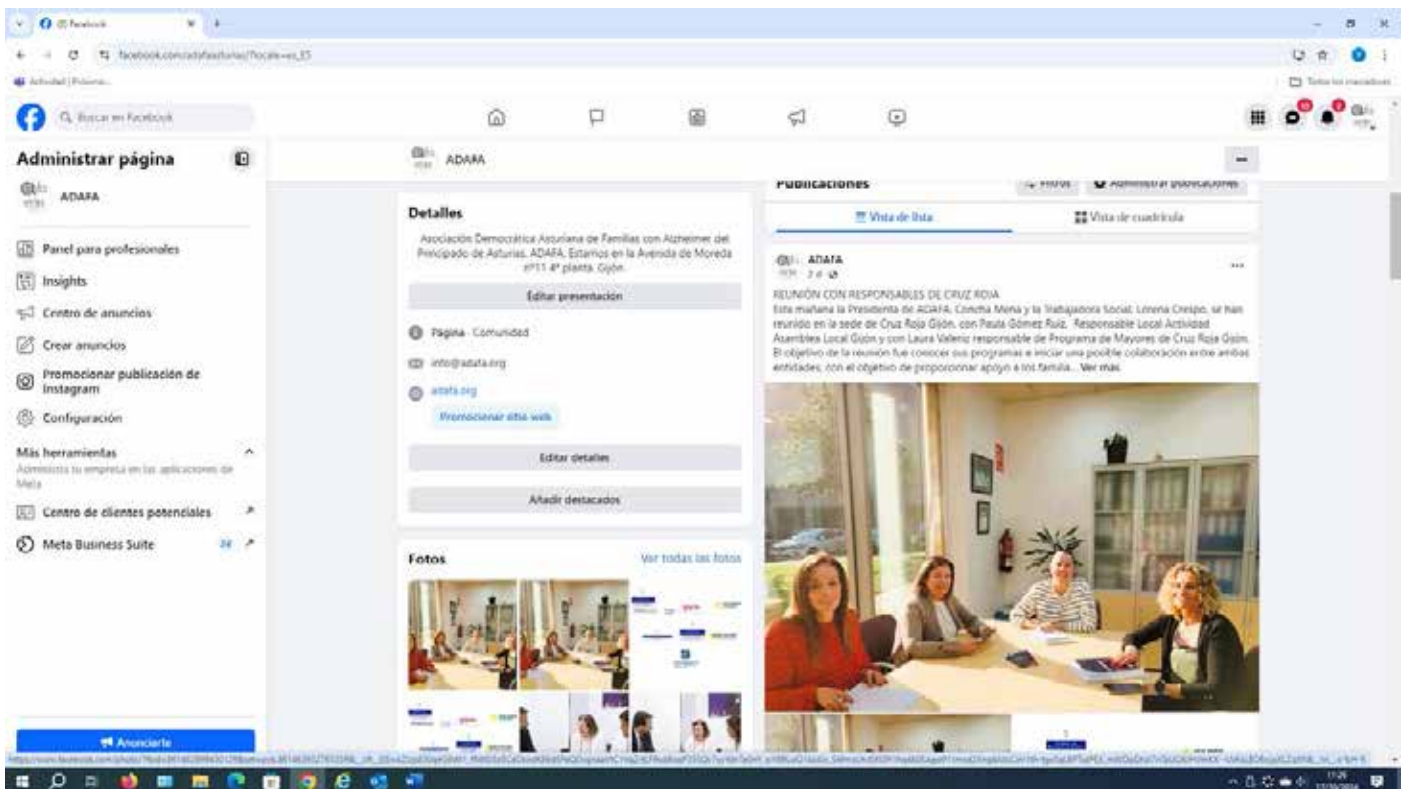 Facebook
Buscar en Facebook
Administrar página
ADAFA
Panel para profesionales
Insights
Centro de anuncios
Crear anuncios
Promocionar publicación de
Instagram
Configuración
Más herramientas
Administra tu empresa en las aplicaciones de
Meta
Centro de clientes potenciales
Meta Business Suite
Anunciarte
ADAFA
Detalles
Asociación Democrática Asturiana de Familias con Alzheimer del
Principado de Asturias. ADAFA. Estamos en la Avenida de Moreda
nº11 4ª planta. Gijón.
Editar presentación
Página · Comunidad
info@adafa.org
adafa.org
Promocionar sitio web
Editar detalles
Añadir destacados
Fotos
Ver todas las fotos
Publicaciones
Filtros
Administrar publicaciones
Vista de lista
Vista de cuadrícula
ADAFA
REUNIÓN CON RESPONSABLES DE CRUZ ROJA
Esta mañana la Presidenta de ADAFA, Concha Mena y la Trabajadora Social, Lorena Crespo, se han
reunido en la sede de Cruz Roja Gijón, con Paula Gómez Ruiz, Responsable Local Actividad
Asamblea Local Gijón y con Laura Valerio responsable de Programa de Mayores de Cruz Roja Gijón.
El objetivo de la reunión fue conocer sus programas e iniciar una posible colaboración entre ambas
entidades, con el objetivo de proporcionar apoyo a los familia... Ver más
Todos los marcadores